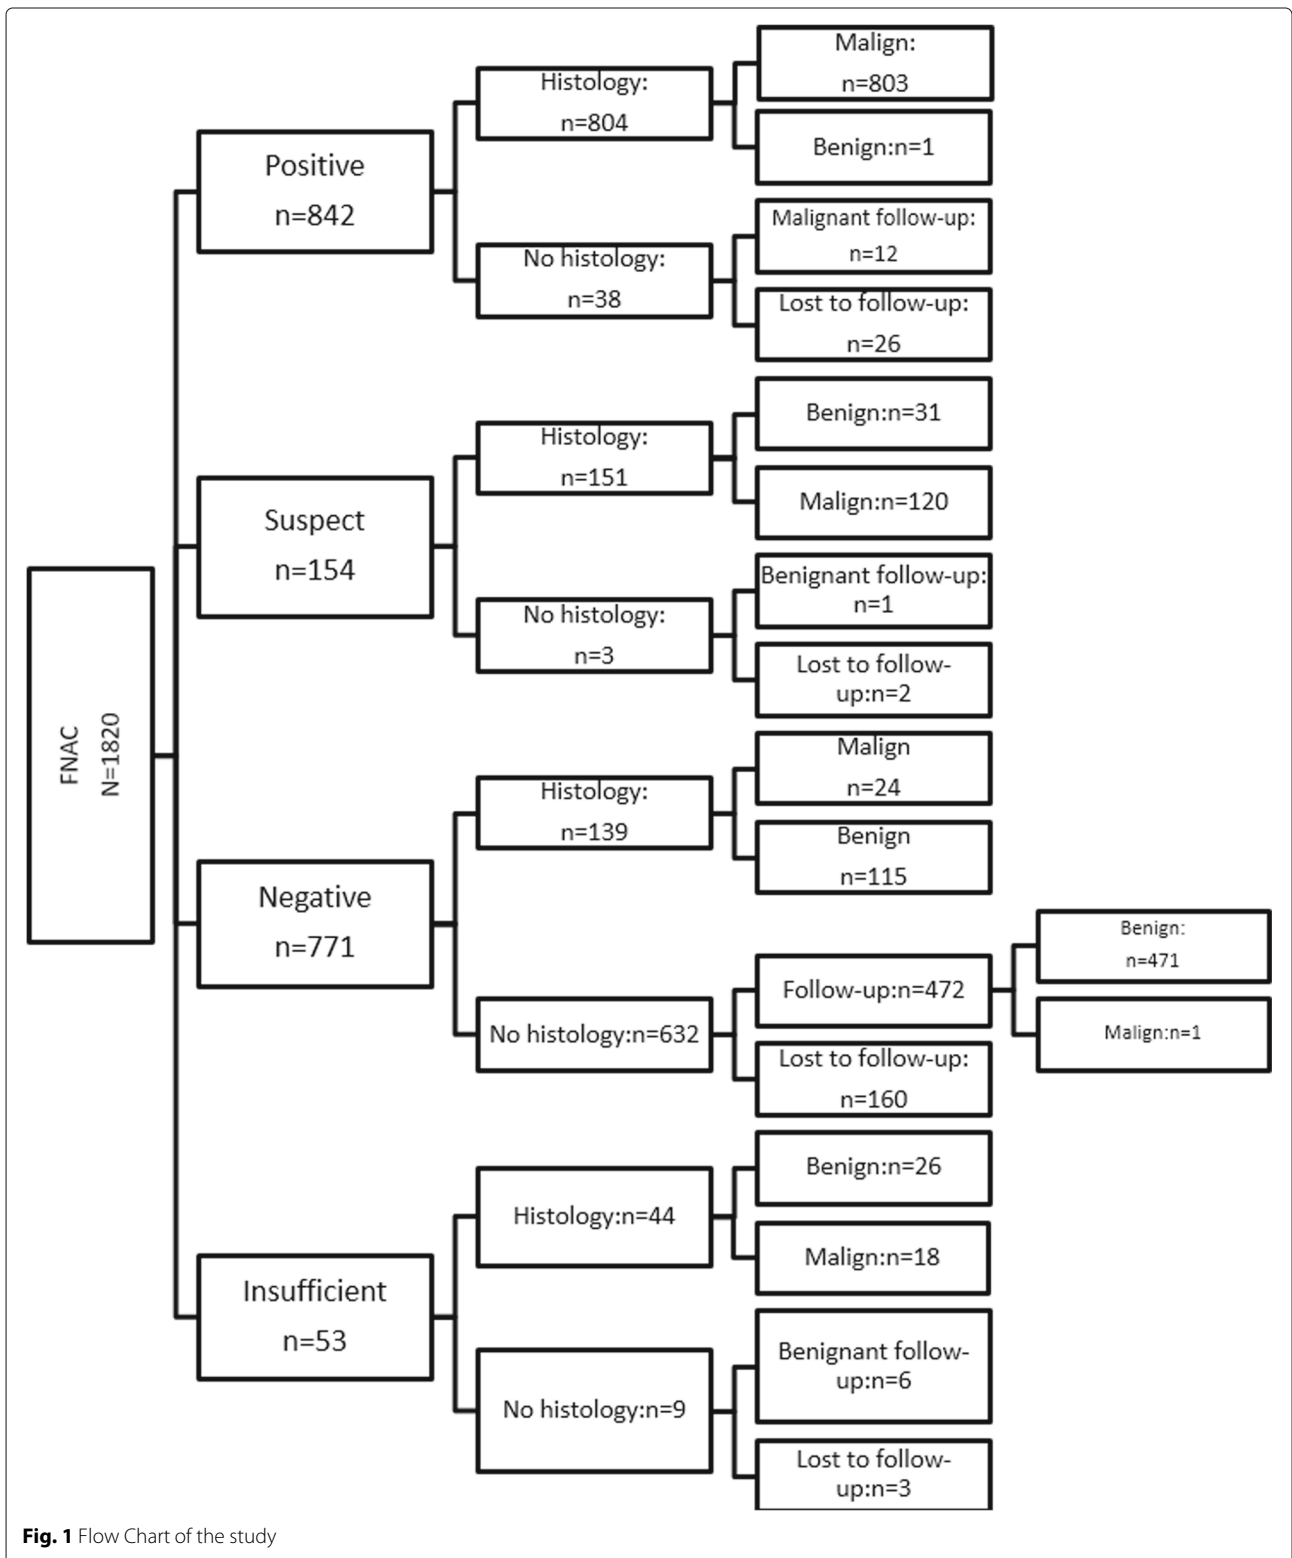 FNAC
N=1820
Positive
n=842
Histology:
n=804
Malign:
n=803
Benign:n=1
No histology:
n=38
Malignant follow-up:
n=12
Lost to follow-up:
n=26
Suspect
n=154
Histology:
n=151
Benign:n=31
Malign:n=120
No histology:
n=3
Benignant follow-up:
n=1
Lost to follow-
up:n=2
Negative
n=771
Histology:
n=139
Malign
n=24
Benign
n=115
No histology:n=632
Follow-up:n=472
Benign:
n=471
Malign:n=1
Lost to follow-up:
n=160
Insufficient
n=53
Histology:n=44
Benign:n=26
Malign:n=18
No histology:n=9
Benignant follow-
up:n=6
Lost to follow-
up:n=3
Fig. 1 Flow Chart of the study